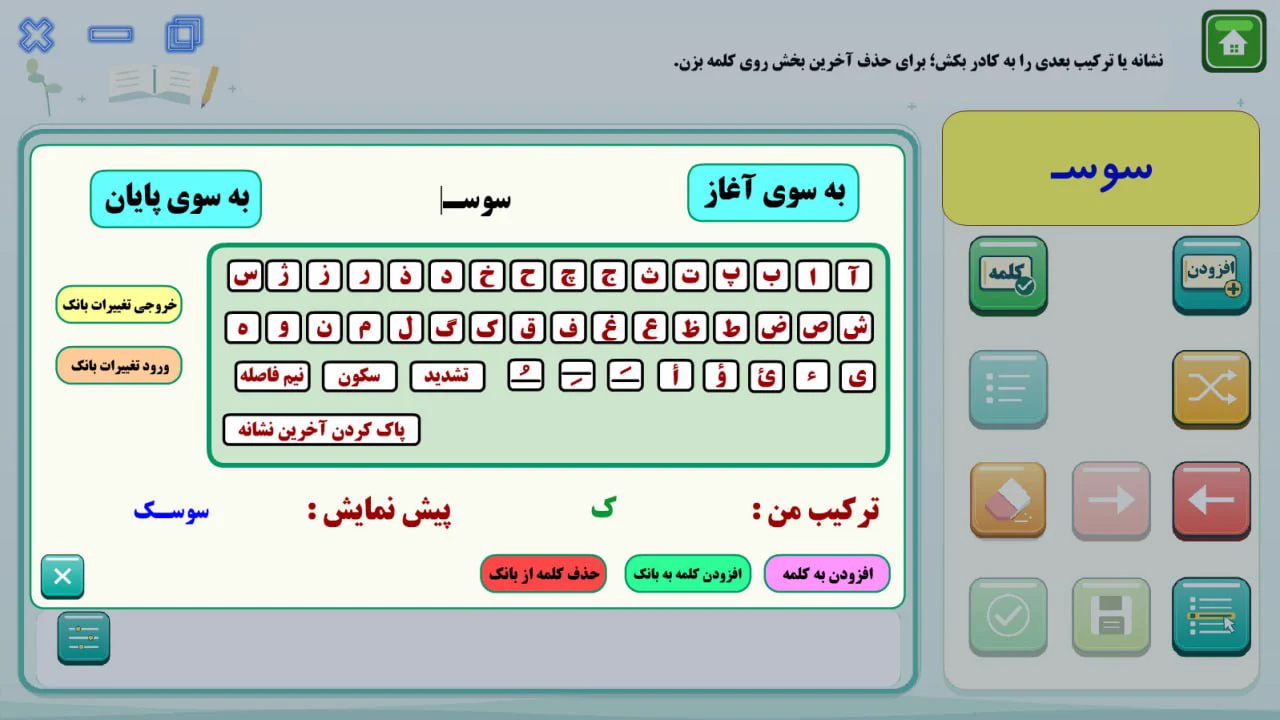 نشانه یا ترکیب بعدی را به کادر بکش؛ برای حذف آخرین بخش روی کلمه بزن.
سوسـ
به سوی آغاز سوسـ به سوی پایان
آ ا ب پ ت ث ج چ ح خ د ذ ر ز ژ س
ش ص ض ط ظ ع غ ف ق ک گ ل م ن و ه
ی ء ئ ؤ أ ـَ ـِ ـُ تشدید سکون نیم فاصله
پاک کردن آخرین نشانه
خروجی تغییرات بانک
ورود تغییرات بانک
ترکیب من : ک پیش نمایش : سوسـک
افزودن به کلمه افزودن کلمه به بانک حذف کلمه از بانک
افزودن کلمه